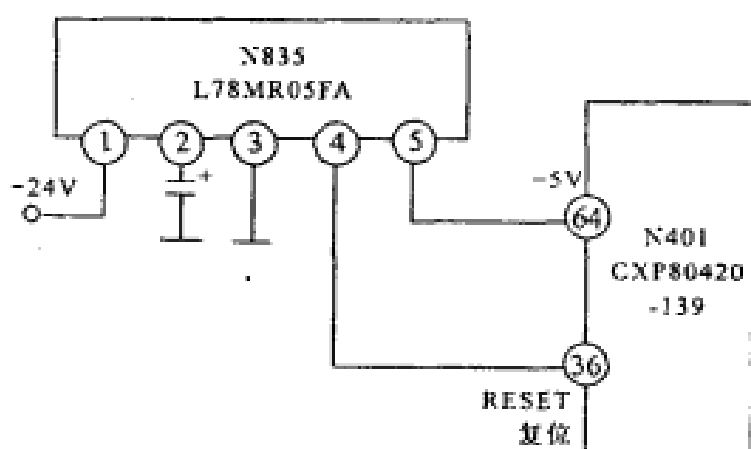 N835
L78MR05FA
1 2 3 4 5
-24V
+
-5V
64
N401
CXP80420
-139
36
RESET
复位